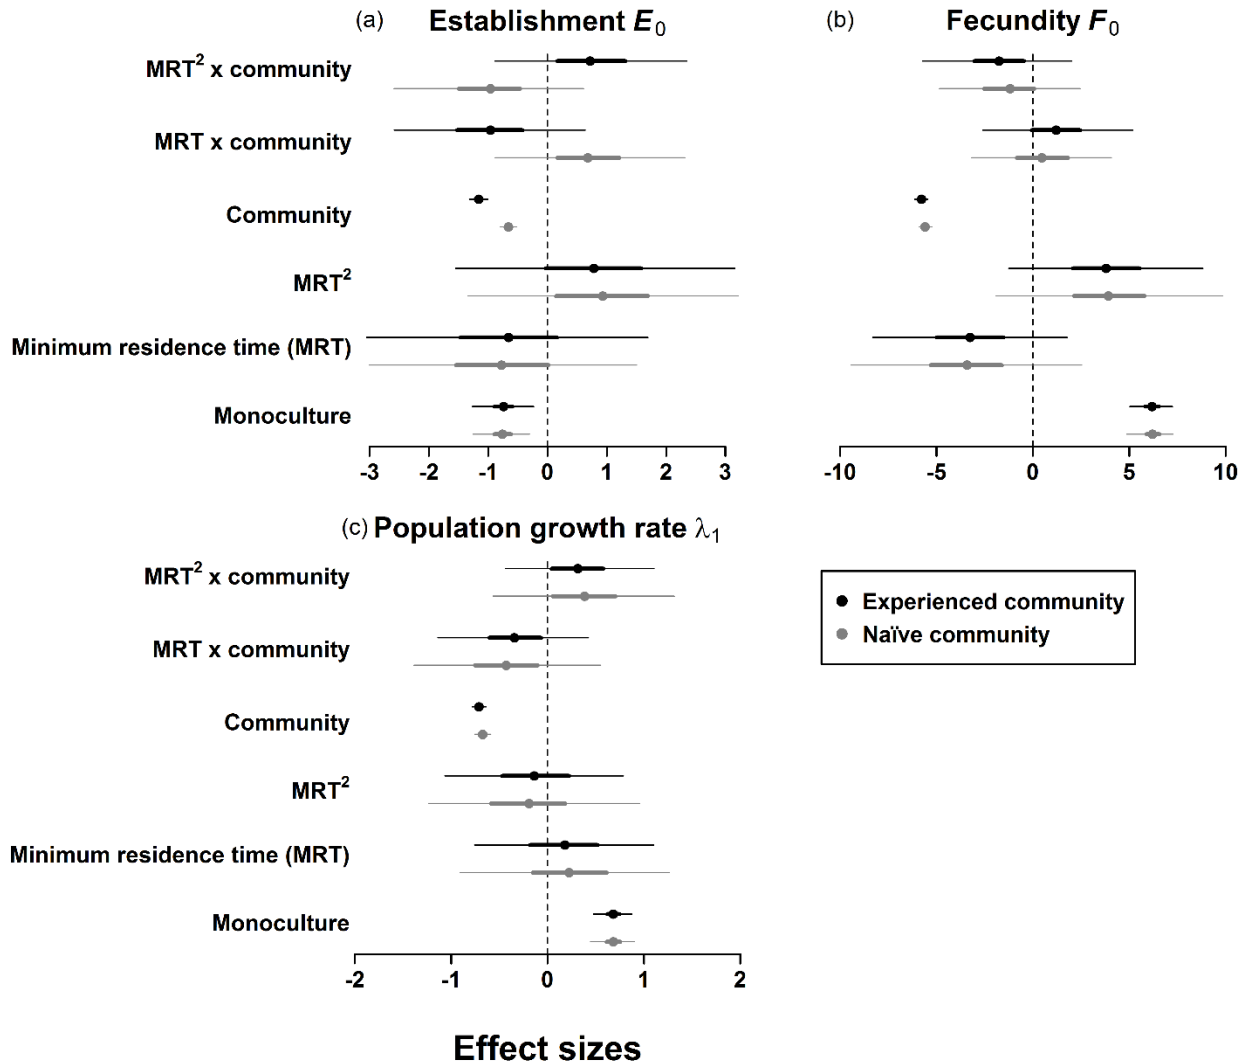 (a) Establishment E0
(b) Fecundity F0
MRT2 x community
MRT x community
Community
MRT2
Minimum residence time (MRT)
Monoculture
-3 -2 -1 0 1 2 3
-10 -5 0 5 10
(c) Population growth rate λ1
MRT2 x community
MRT x community
Community
MRT2
Minimum residence time (MRT)
Monoculture
-2 -1 0 1 2
Experienced community
Naïve community
Effect sizes